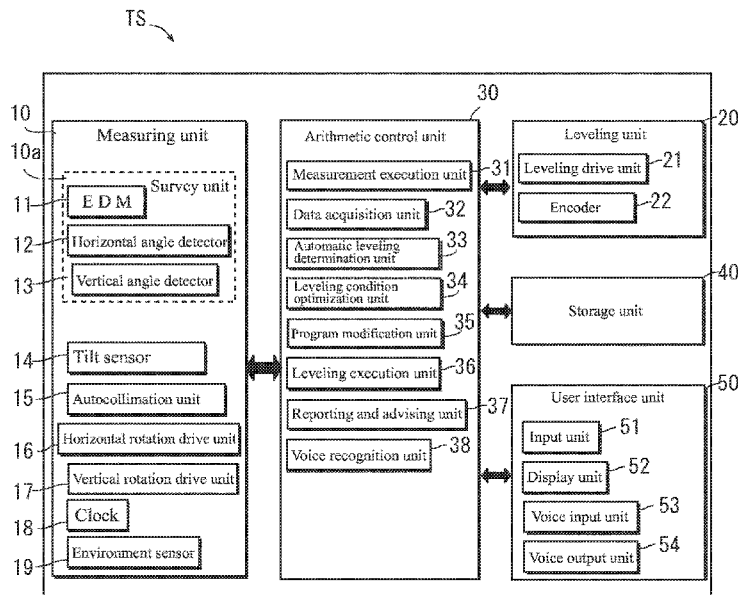 TS
10
Measuring unit
10a
Survey unit
11
EDM
12
Horizontal angle detector
13
Vertical angle detector
14
Tilt sensor
15
Autocollimation unit
16
Horizontal rotation drive unit
17
Vertical rotation drive unit
18
Clock
19
Environment sensor
30
Arithmetic control unit
Measurement execution unit
31
Data acquisition unit
32
Automatic leveling
determination unit
33
Leveling condition
optimization unit
34
Program modification unit
35
Leveling execution unit
36
Reporting and advising unit
37
Voice recognition unit
38
20
Leveling unit
Leveling drive unit
21
Encoder
22
40
Storage unit
50
User interface unit
Input unit
51
Display unit
52
Voice input unit
53
Voice output unit
54